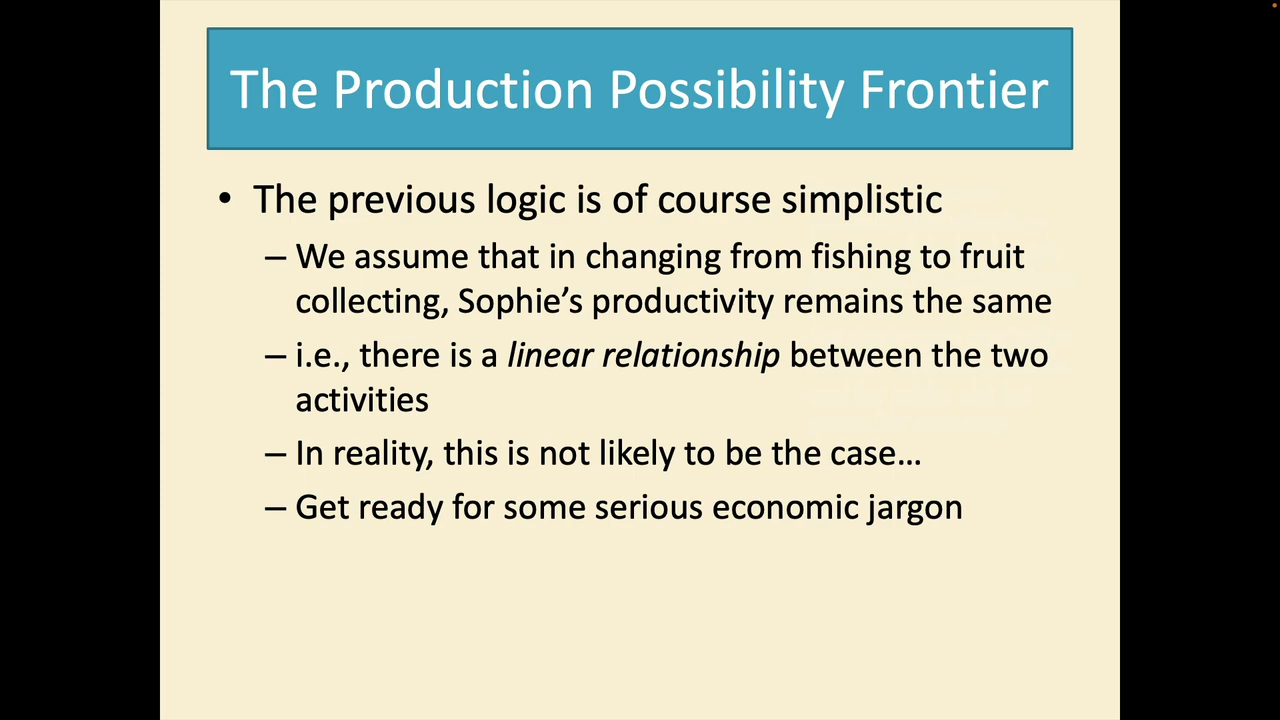 The Production Possibility Frontier
• The previous logic is of course simplistic
– We assume that in changing from fishing to fruit
collecting, Sophie’s productivity remains the same
– i.e., there is a linear relationship between the two
activities
– In reality, this is not likely to be the case…
– Get ready for some serious economic jargon